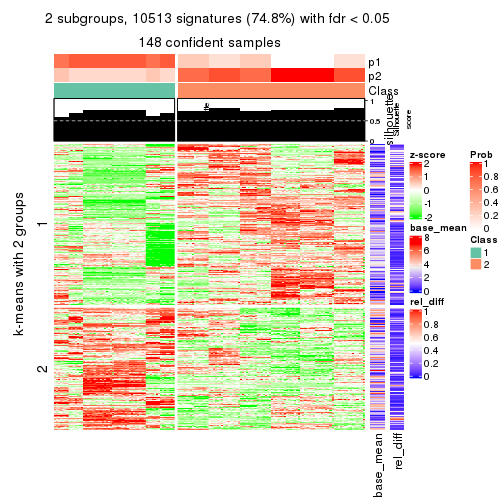 2 subgroups, 10513 signatures (74.8%) with fdr < 0.05
148 confident samples
p1
p2
Class
1
0.5
0
silhouette
Silhouette
score
k-means with 2 groups
1
2
base_mean
rel_diff
z-score
2
1
0
-1
-2
base_mean
8
6
4
2
0
rel_diff
1
0.8
0.6
0.4
0.2
0
Prob
1
0.8
0.6
0.4
0.2
0
Class
1
2